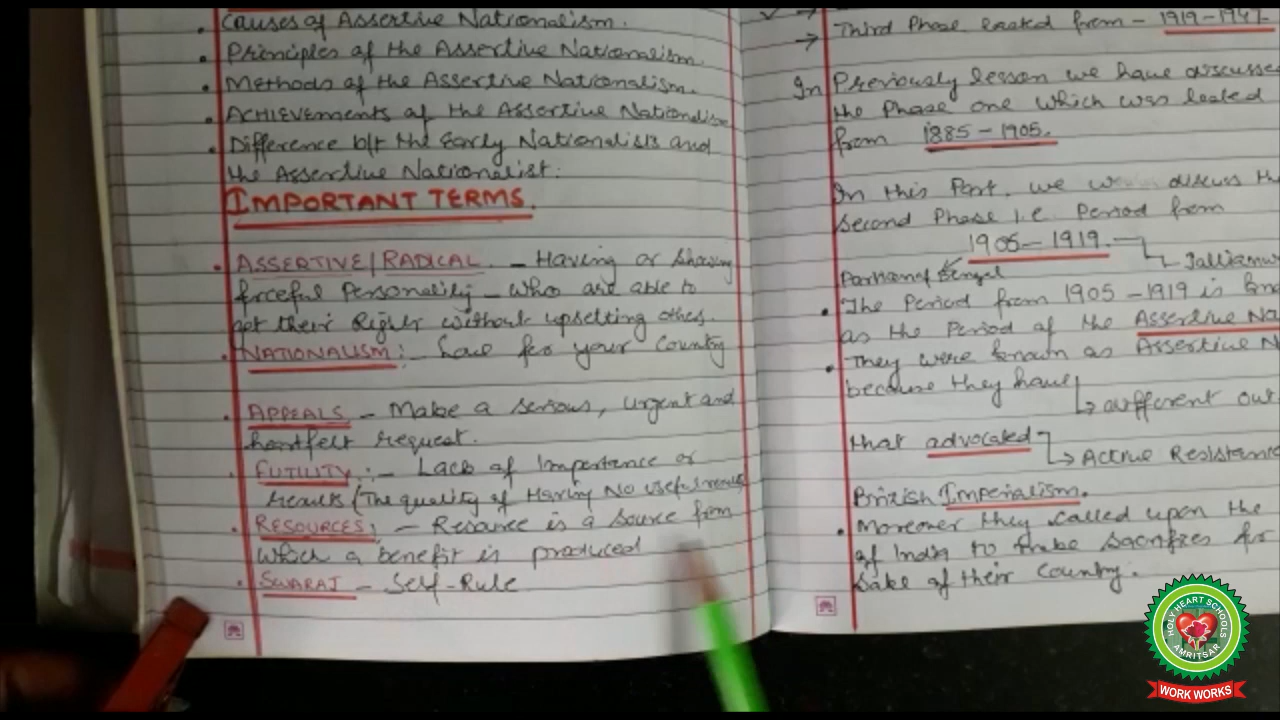 Causes of Assertive Nationalism.
Principles of the Assertive Nationalism.
Methods of the Assertive Nationalism.
ACHIEVEMENTS of the Assertive Nationalism
Difference b/t the Early Nationalists and
the Assertive Nationalist:
IMPORTANT TERMS.
ASSERTIVE/RADICAL - Having or showing
forceful Personality - who are able to
get their Rights without upsetting others.
NATIONALISM:- Love for your Country
APPEALS - Make a serious, urgent and
heartfelt request.
FUTILITY:- Lack of Importance or
results (The quality of Having No usefulness
RESOURCES:- Resource is a source from
which a benefit is produced
SWARAJ - Self-Rule
Third Phase lasted from - 1919-1947
In Previously lesson we have discussed
the Phase one which was lasted
from 1885-1905.
In this Part we discuss the
second Phase i.e. Period from
1905-1919.
Jallianw
Partition of Bengal
The Period from 1905-1919 is kno
as the Period of the Assertive Na
They were known as Assertive N
because they have
different out
that advocated
Active Resistance
British Imperialism.
Moreover they called upon the
of India to make sacrifices for
sake of their Country.
HOLY HEART SCHOOLS
AMRITSAR
WORK WORKS